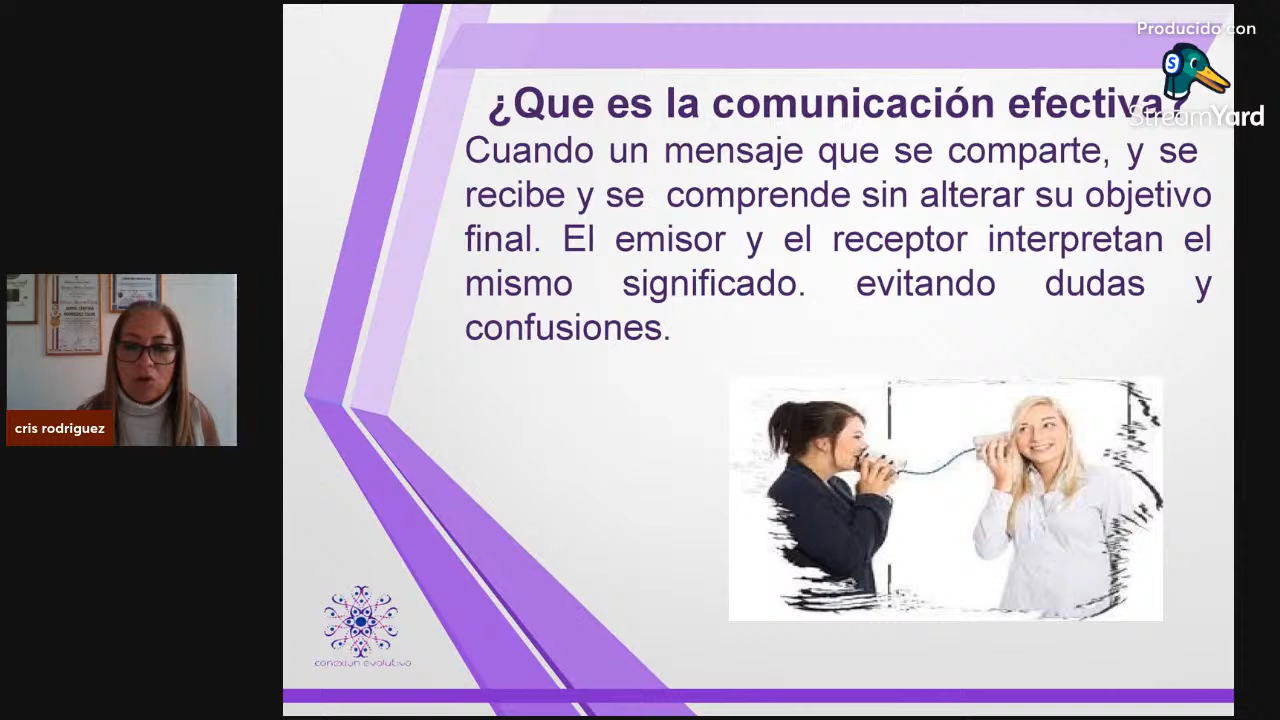 Producido con
StreamYard
¿Que es la comunicación efectiva?
Cuando un mensaje que se comparte, y se
recibe y se comprende sin alterar su objetivo
final. El emisor y el receptor interpretan el
mismo significado. evitando dudas y
confusiones.
cris rodriguez
conexión evolutiva